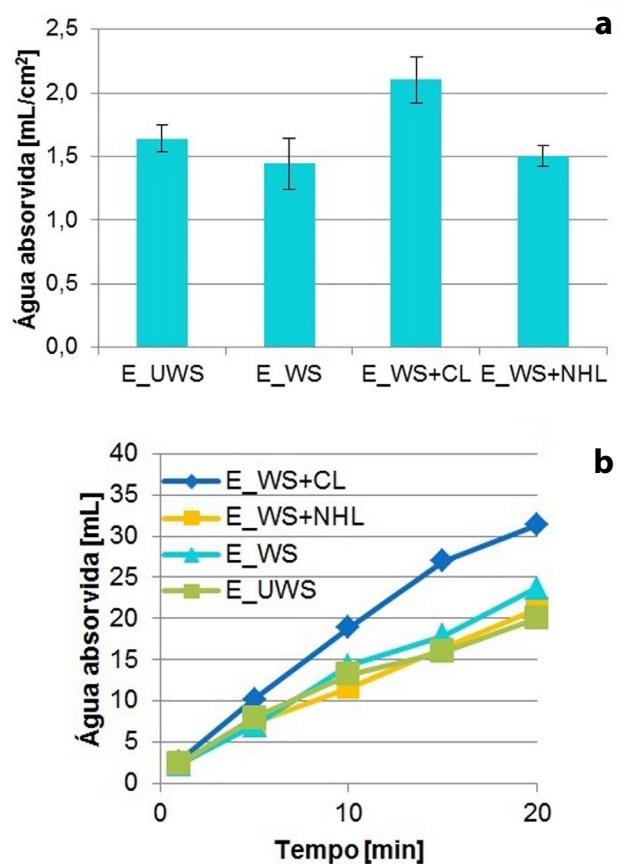 a
Água absorvida [mL/cm²]
2,5
2,0
1,5
1,0
0,5
0,0
E_UWS E_WS E_WS+CL E_WS+NHL
b
Água absorvida [mL]
40
35
30
25
20
15
10
5
0
E_WS+CL
E_WS+NHL
E_WS
E_UWS
0 10 20
Tempo [min]